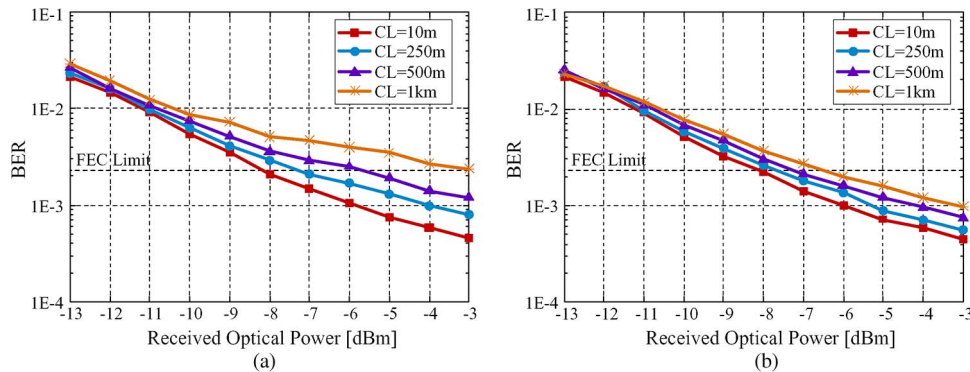 1E-1
1E-2
1E-3
1E-4
BER
FEC Limit
CL=10m
CL=250m
CL=500m
CL=1km
-13 -12 -11 -10 -9 -8 -7 -6 -5 -4 -3
Received Optical Power [dBm]
(a)
1E-1
1E-2
1E-3
1E-4
BER
FEC Limit
CL=10m
CL=250m
CL=500m
CL=1km
-13 -12 -11 -10 -9 -8 -7 -6 -5 -4 -3
Received Optical Power [dBm]
(b)